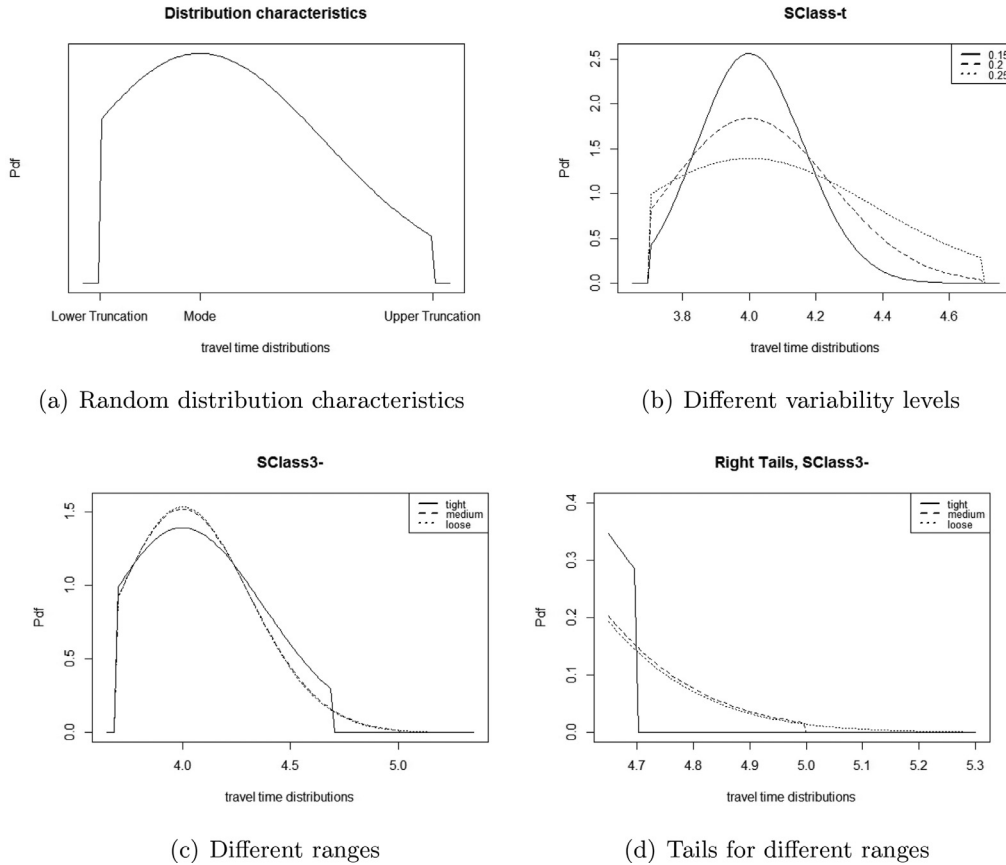 Distribution characteristics
Pdf
Lower Truncation
Mode
Upper Truncation
travel time distributions
(a) Random distribution characteristics
SClass-t
Pdf
0.0
0.5
1.0
1.5
2.0
2.5
0.15
0.2
0.25
3.8
4.0
4.2
4.4
4.6
travel time distributions
(b) Different variability levels
SClass3-
Pdf
0.0
0.5
1.0
1.5
tight
medium
loose
4.0
4.5
5.0
travel time distributions
(c) Different ranges
Right Tails, SClass3-
Pdf
0.0
0.1
0.2
0.3
0.4
tight
medium
loose
4.7
4.8
4.9
5.0
5.1
5.2
5.3
travel time distributions
(d) Tails for different ranges